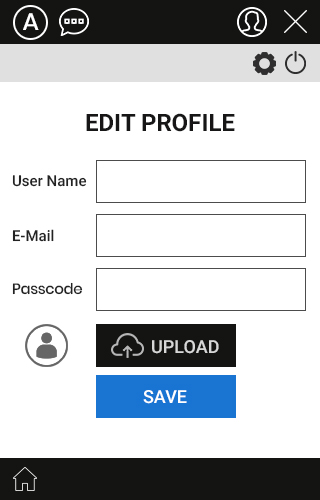 A
EDIT PROFILE
User Name
E-Mail
Passcode
UPLOAD
SAVE